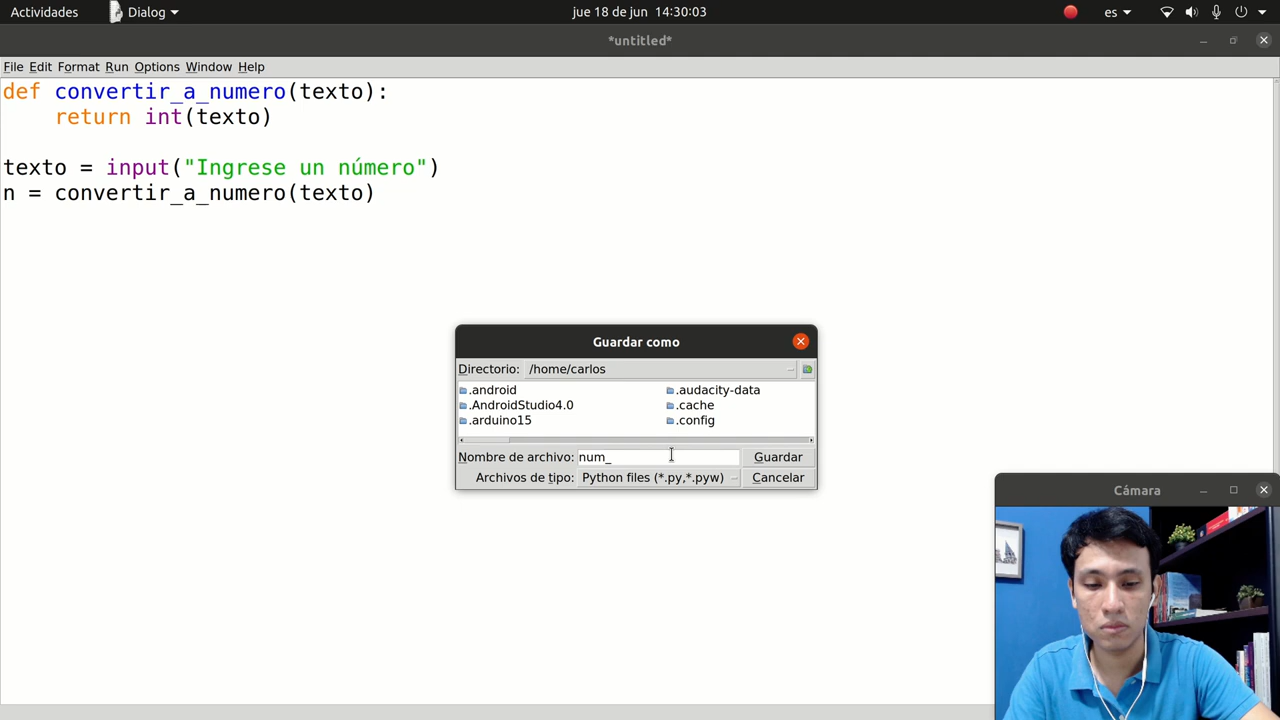 Actividades Dialog jue 18 de jun 14:30:03 es
*untitled*
File Edit Format Run Options Window Help
def convertir_a_numero(texto):
return int(texto)
texto = input("Ingrese un número")
n = convertir_a_numero(texto)
Guardar como
Directorio: /home/carlos
.android .audacity-data
.AndroidStudio4.0 .cache
.arduino15 .config
Nombre de archivo: num_ Guardar
Archivos de tipo: Python files (*.py,*.pyw) Cancelar
Cámara